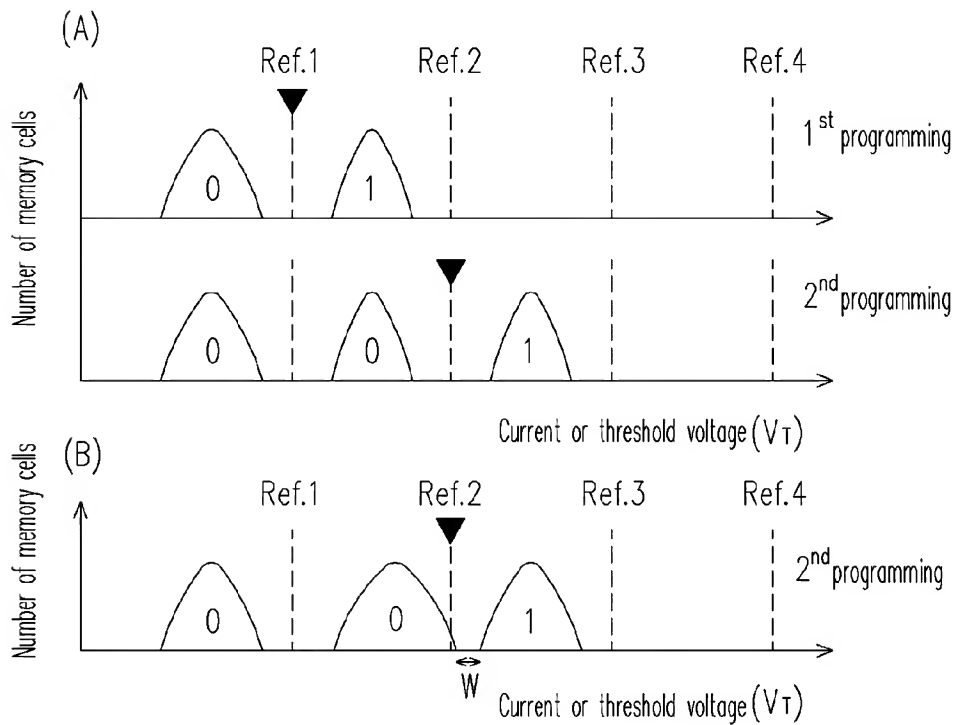 (A)
Ref.1 Ref.2 Ref.3 Ref.4
Number of memory cells
0 1
1st programming
0 0 1
2nd programming
Current or threshold voltage (VT)
(B)
Ref.1 Ref.2 Ref.3 Ref.4
Number of memory cells
0 0 1
2nd programming
W
Current or threshold voltage (VT)